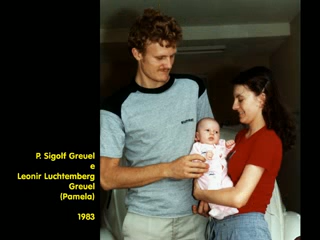 P. Sigolf Greuel
e
Leonir Luchtemberg
Greuel
(Pamela)
1983